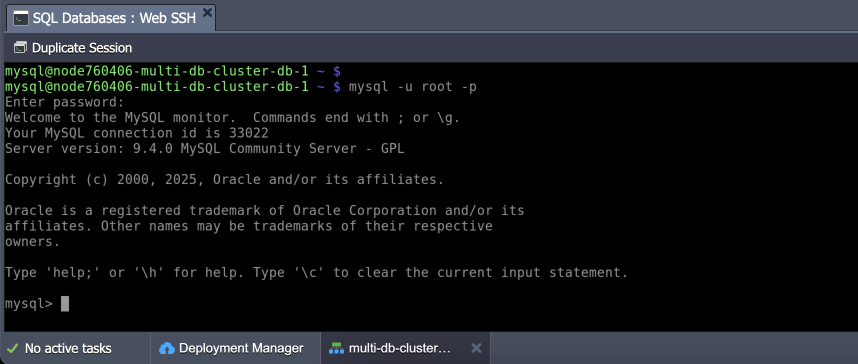 SQL Databases : Web SSH
Duplicate Session
mysql@node760406-multi-db-cluster-db-1 ~ $
mysql@node760406-multi-db-cluster-db-1 ~ $ mysql -u root -p
Enter password:
Welcome to the MySQL monitor.  Commands end with ; or \g.
Your MySQL connection id is 33022
Server version: 9.4.0 MySQL Community Server - GPL
Copyright (c) 2000, 2025, Oracle and/or its affiliates.
Oracle is a registered trademark of Oracle Corporation and/or its
affiliates. Other names may be trademarks of their respective
owners.
Type 'help;' or '\h' for help. Type '\c' to clear the current input statement.
mysql>
No active tasks
Deployment Manager
multi-db-cluster...